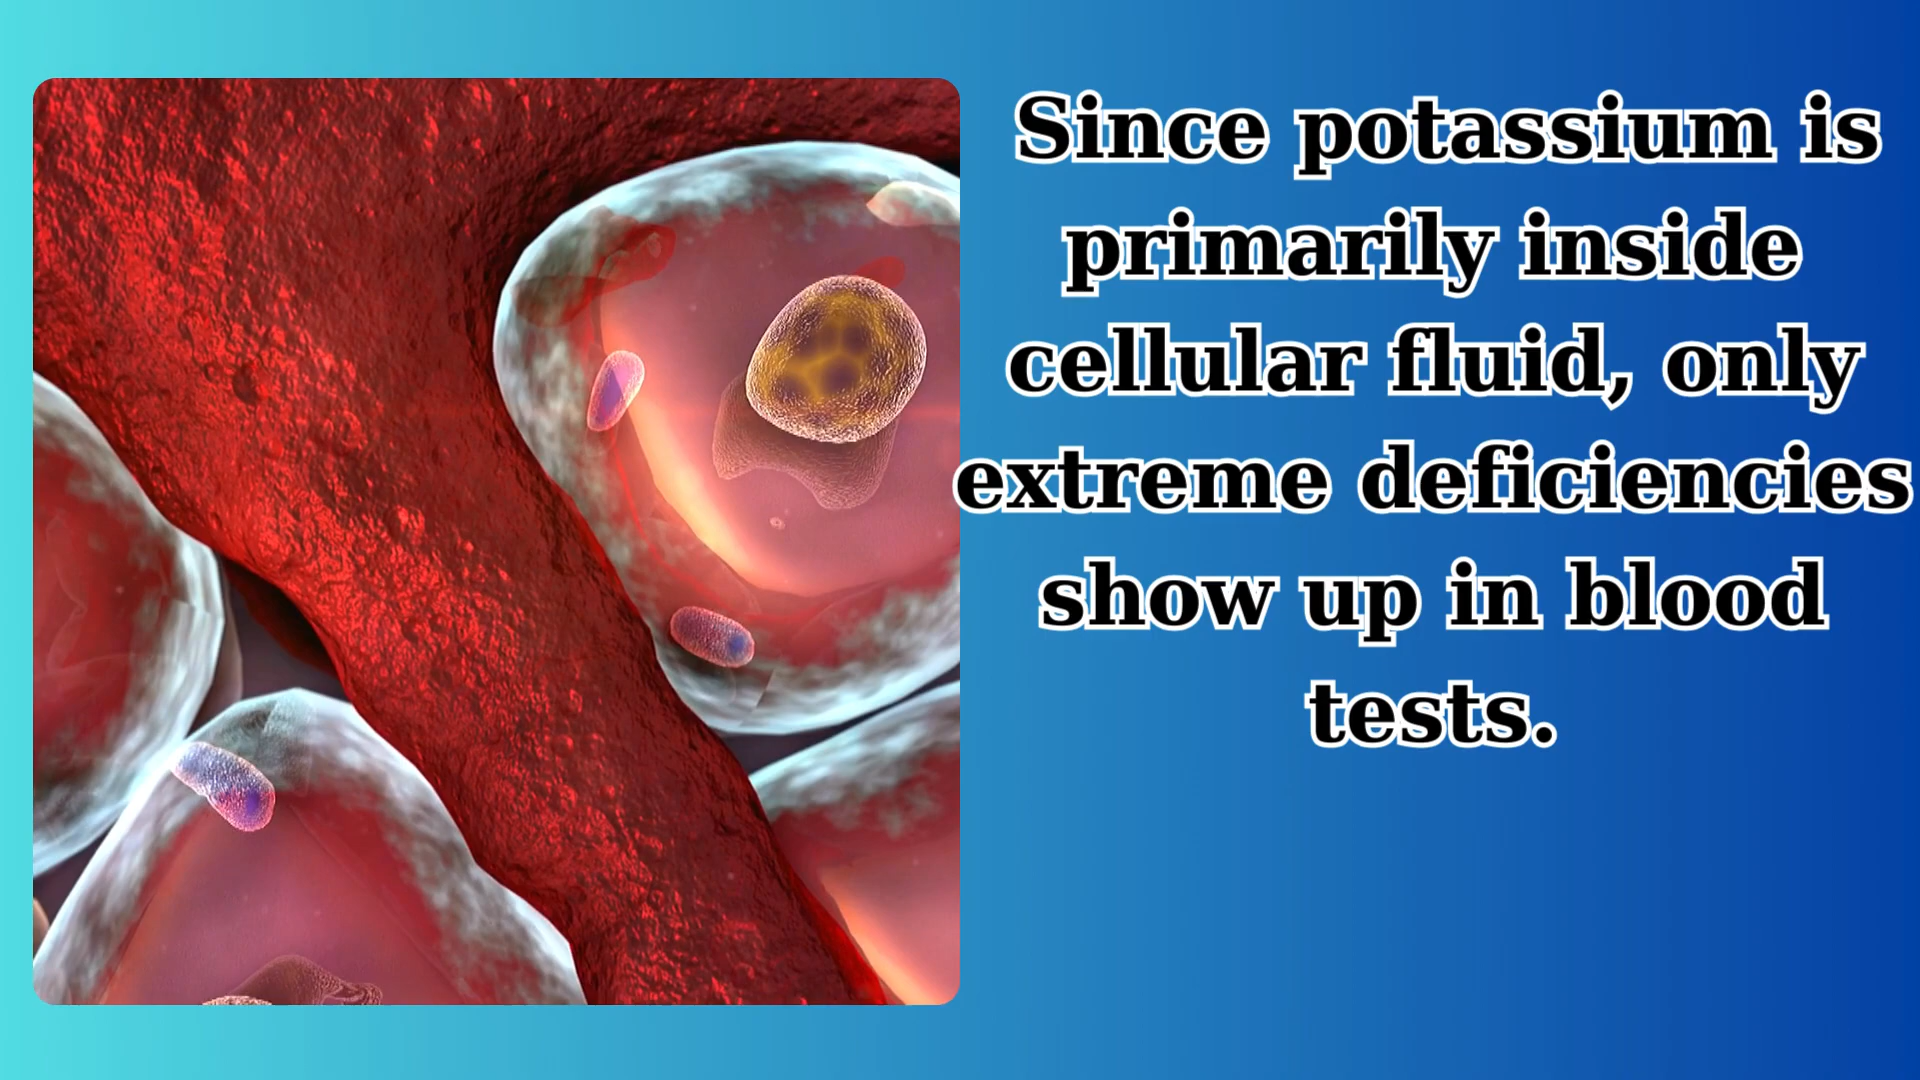 Since potassium is
primarily inside
cellular fluid, only
extreme deficiencies
show up in blood
tests.